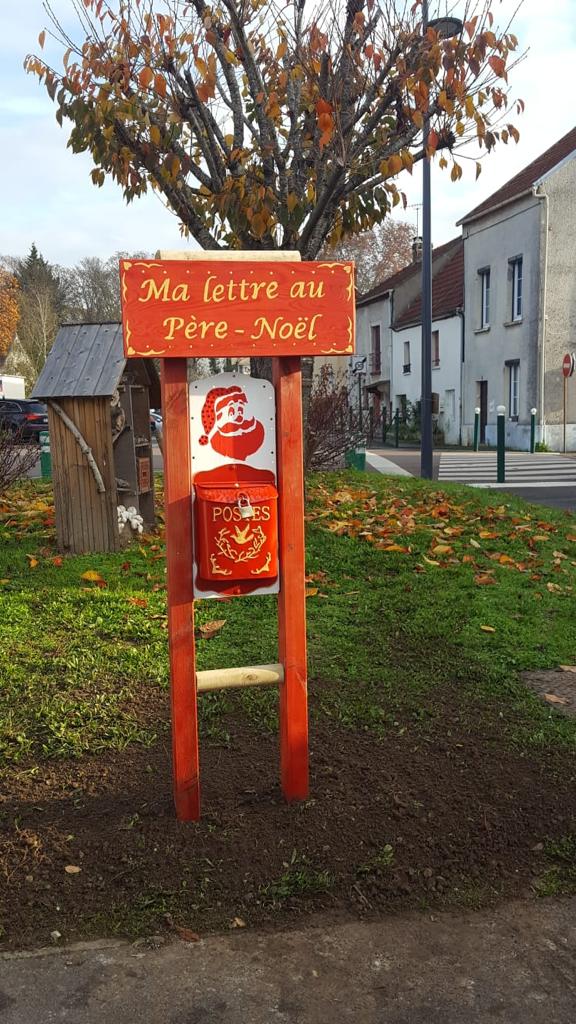 Ma lettre au
Père-Noël
POSTES